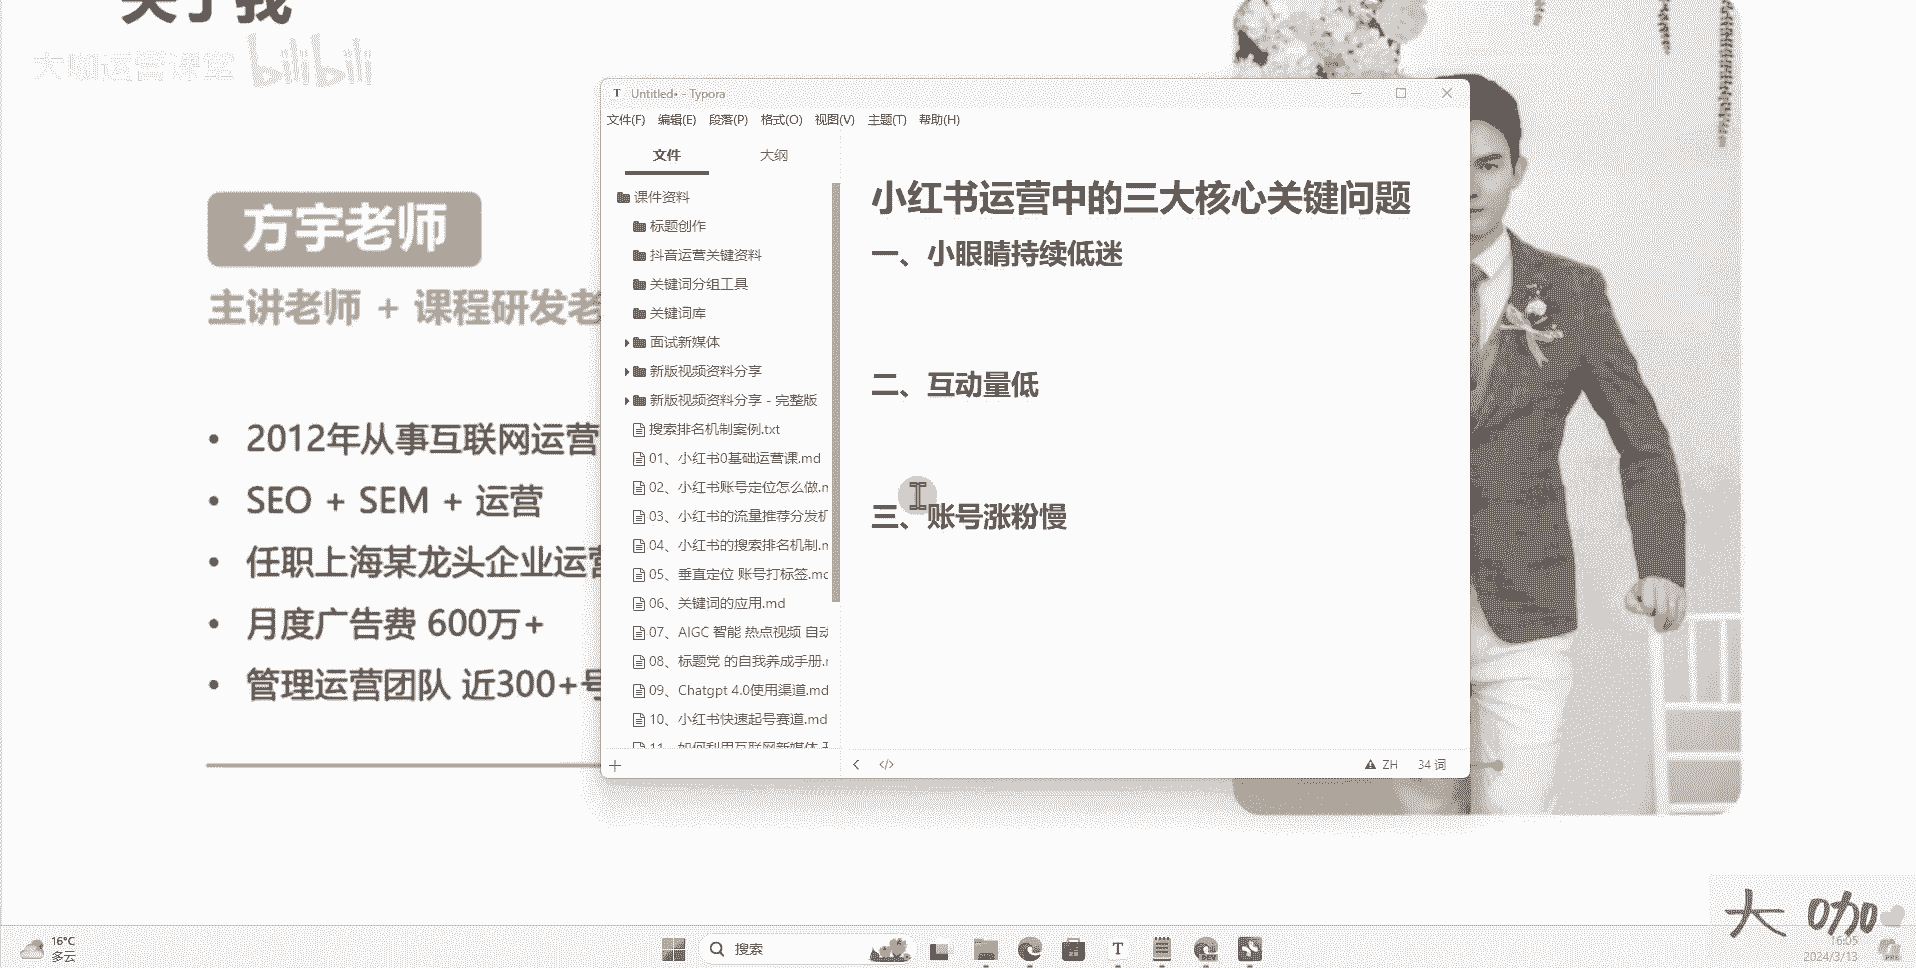 关于我
大咖运营课堂 bilibili
方宇老师
主讲老师 + 课程研发老
• 2012年从事互联网运营
• SEO + SEM + 运营
• 任职上海某龙头企业运营
• 月度广告费 600万+
• 管理运营团队 近300+号
Untitled• - Typora
文件(F) 编辑(E) 段落(P) 格式(O) 视图(V) 主题(T) 帮助(H)
文件 大纲
课件资料
标题创作
抖音运营关键资料
关键词分组工具
关键词库
面试新媒体
新版视频资料分享
新版视频资料分享 - 完整版
搜索排名机制案例.txt
01、小红书0基础运营课.md
02、小红书账号定位怎么做.m
03、小红书的流量推荐分发机
04、小红书的搜索排名机制.m
05、垂直定位 账号打标签.md
06、关键词的应用.md
07、AIGC 智能 热点视频 自动
08、标题党 的自我养成手册.m
09、Chatgpt 4.0使用渠道.md
10、小红书快速起号赛道.md
11、如何利用互联网新媒体
小红书运营中的三大核心关键问题
一、小眼睛持续低迷
二、互动量低
三、账号涨粉慢
ZH 34 词
大咖
16°C
多云
搜索
T
16:05
2024/3/13